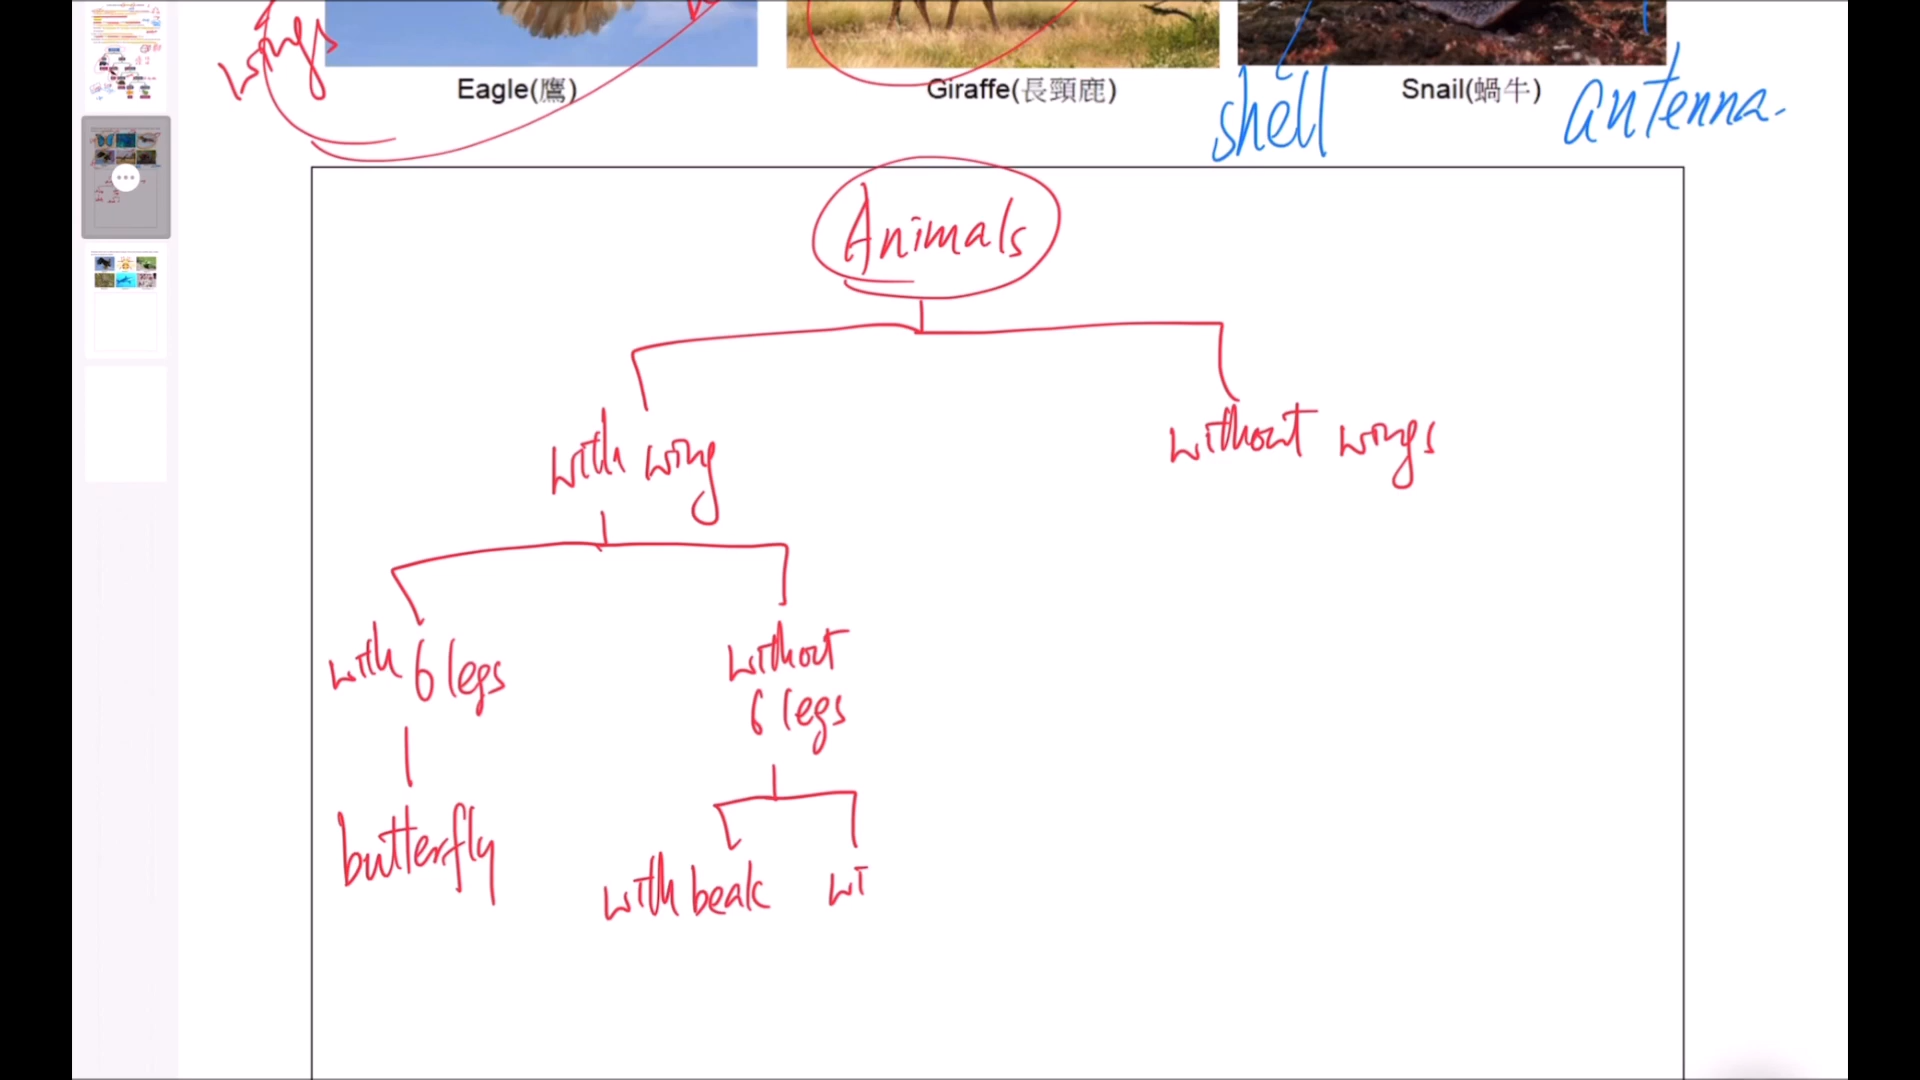 wings
Eagle(鷹)
Giraffe(長頸鹿)
Snail(蝸牛)
shell
antenna.
Animals
with wing
without wings
with 6 legs
without
6 legs
butterfly
with beak
wi